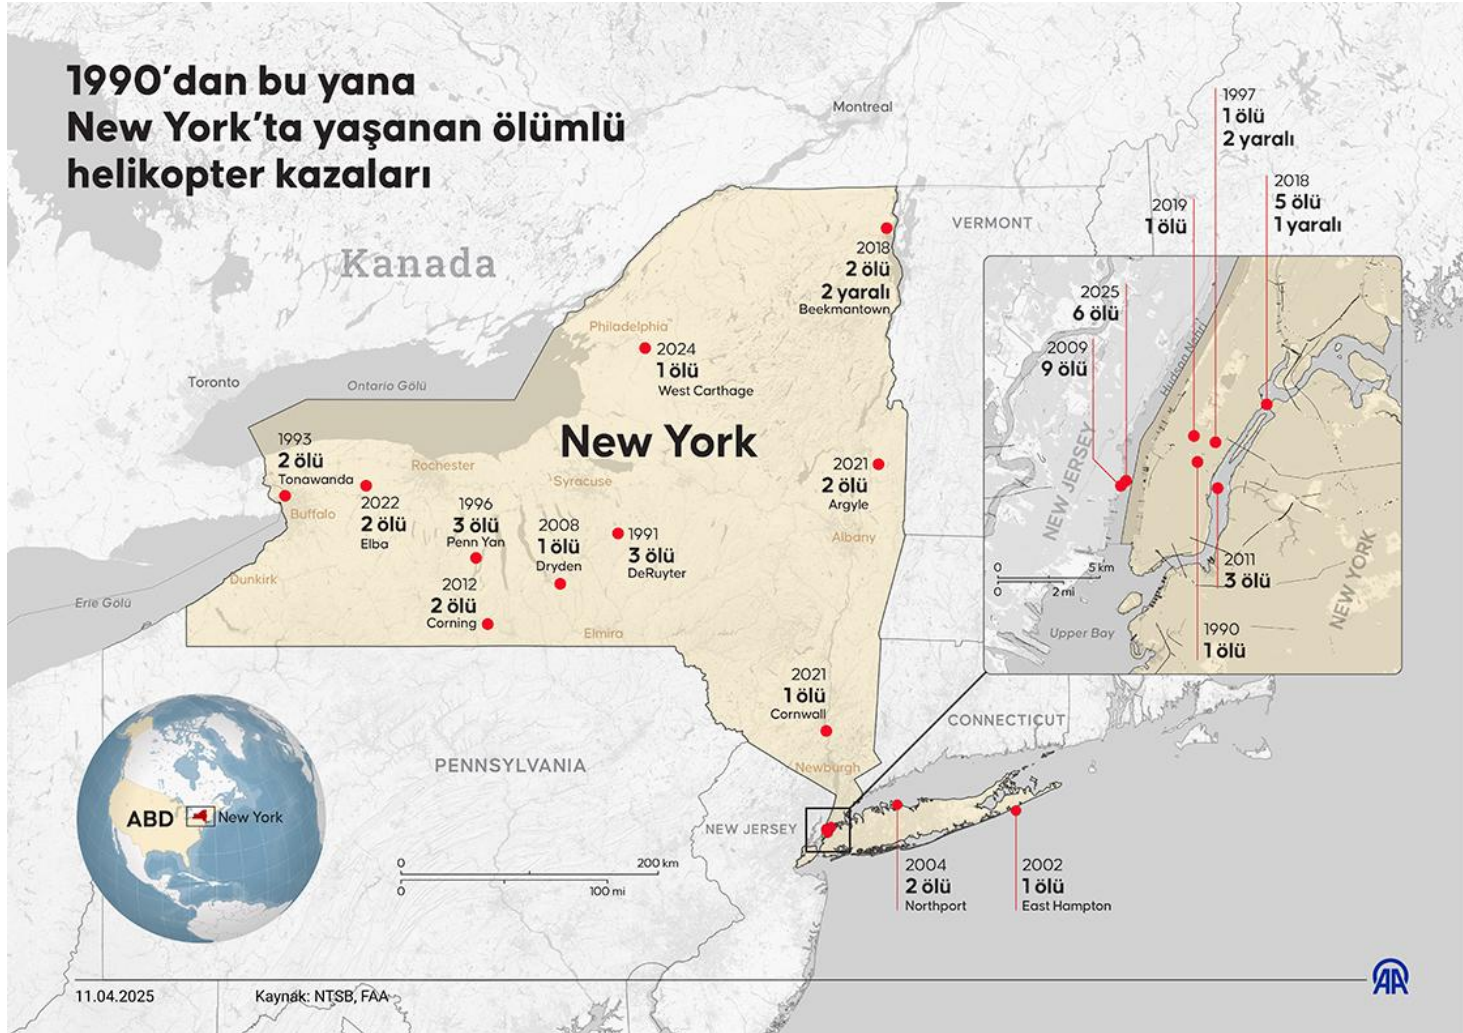 1990'dan bu yana
New York'ta yaşanan ölümlü
helikopter kazaları
Montreal
Kanada
VERMONT
2018
2 ölü
2 yaralı
Beekmantown
Philadelphia
2024
1 ölü
West Carthage
Toronto
Ontario Gölü
New York
1993
2 ölü
Tonawanda
Rochester
Syracuse
Buffalo
2022
2 ölü
Elba
1996
3 ölü
Penn Yan
2008
1 ölü
Dryden
1991
3 ölü
DeRuyter
2021
2 ölü
Argyle
Albany
Dunkirk
Erie Gölü
2012
2 ölü
Corning
Elmira
2021
1 ölü
Cornwall
Newburgh
CONNECTICUT
PENNSYLVANIA
NEW JERSEY
2004
2 ölü
Northport
2002
1 ölü
East Hampton
1997
1 ölü
2 yaralı
2018
5 ölü
1 yaralı
2019
1 ölü
2025
6 ölü
2009
9 ölü
Hudson Nehri
NEW JERSEY
NEW YORK
2011
3 ölü
1990
1 ölü
Upper Bay
0 5 km
0 2 mi
ABD
New York
0 200 km
0 100 mi
11.04.2025
Kaynak: NTSB, FAA
AA